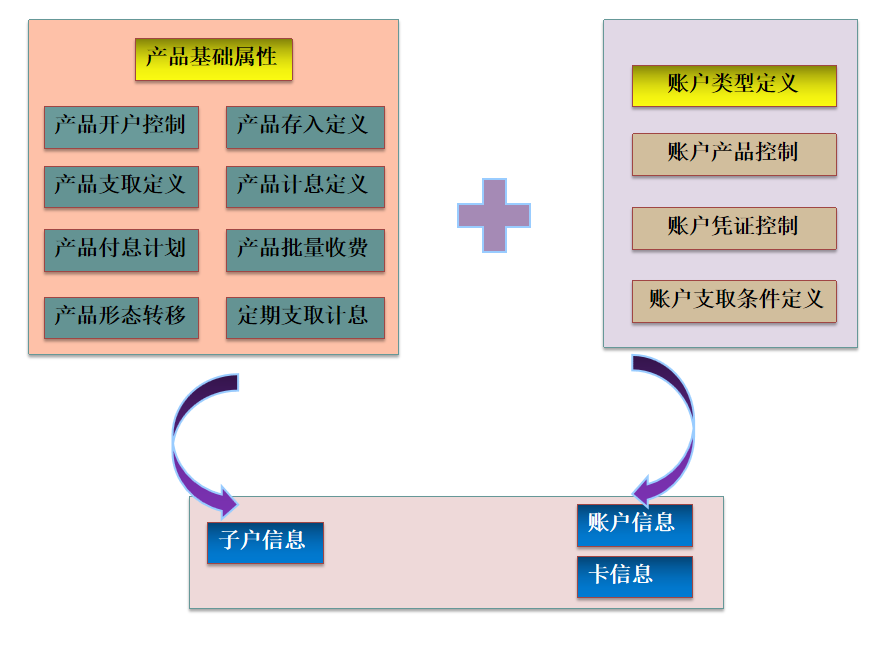 产品基础属性
产品开户控制
产品存入定义
产品支取定义
产品计息定义
产品付息计划
产品批量收费
产品形态转移
定期支取计息
账户类型定义
账户产品控制
账户凭证控制
账户支取条件定义
子户信息
账户信息
卡信息